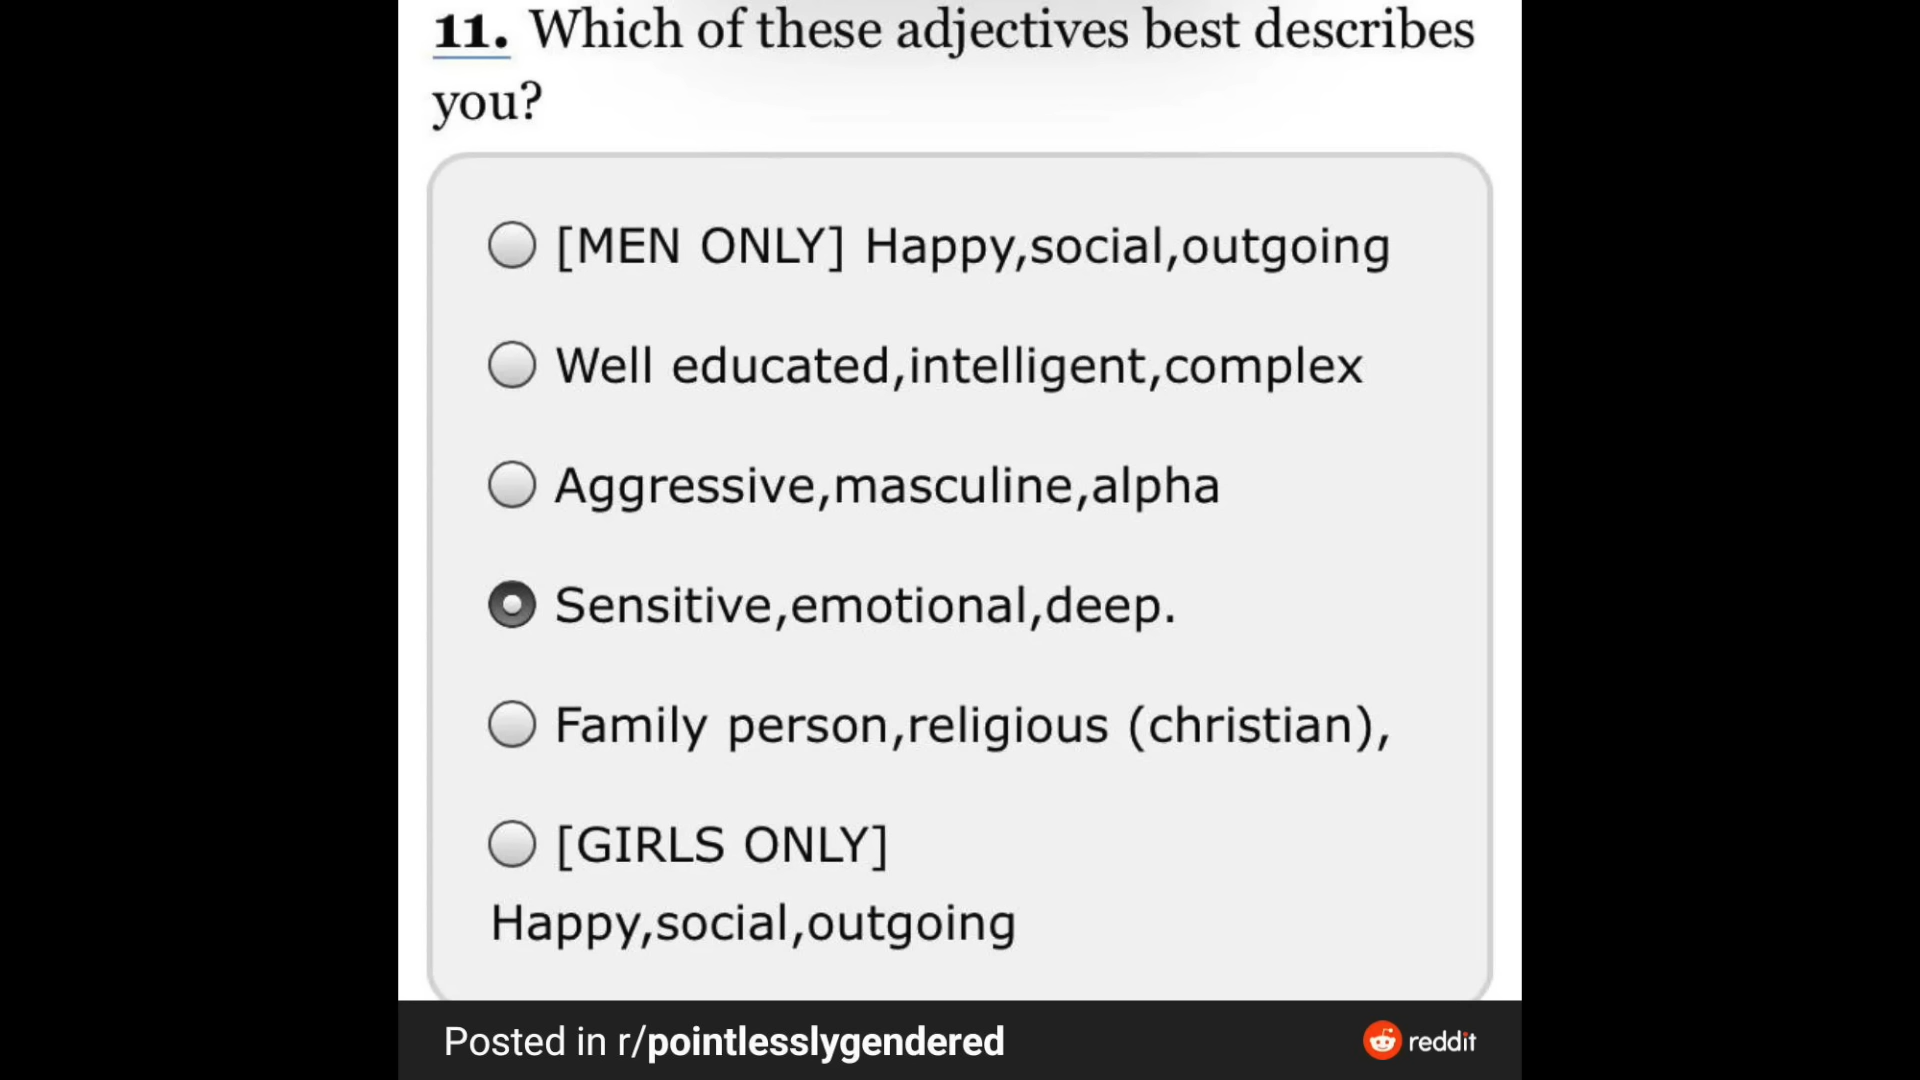 11. Which of these adjectives best describes
you?
[MEN ONLY] Happy,social,outgoing
Well educated,intelligent,complex
Aggressive,masculine,alpha
Sensitive,emotional,deep.
Family person,religious (christian),
[GIRLS ONLY]
Happy,social,outgoing
Posted in r/pointlesslygendered
reddit